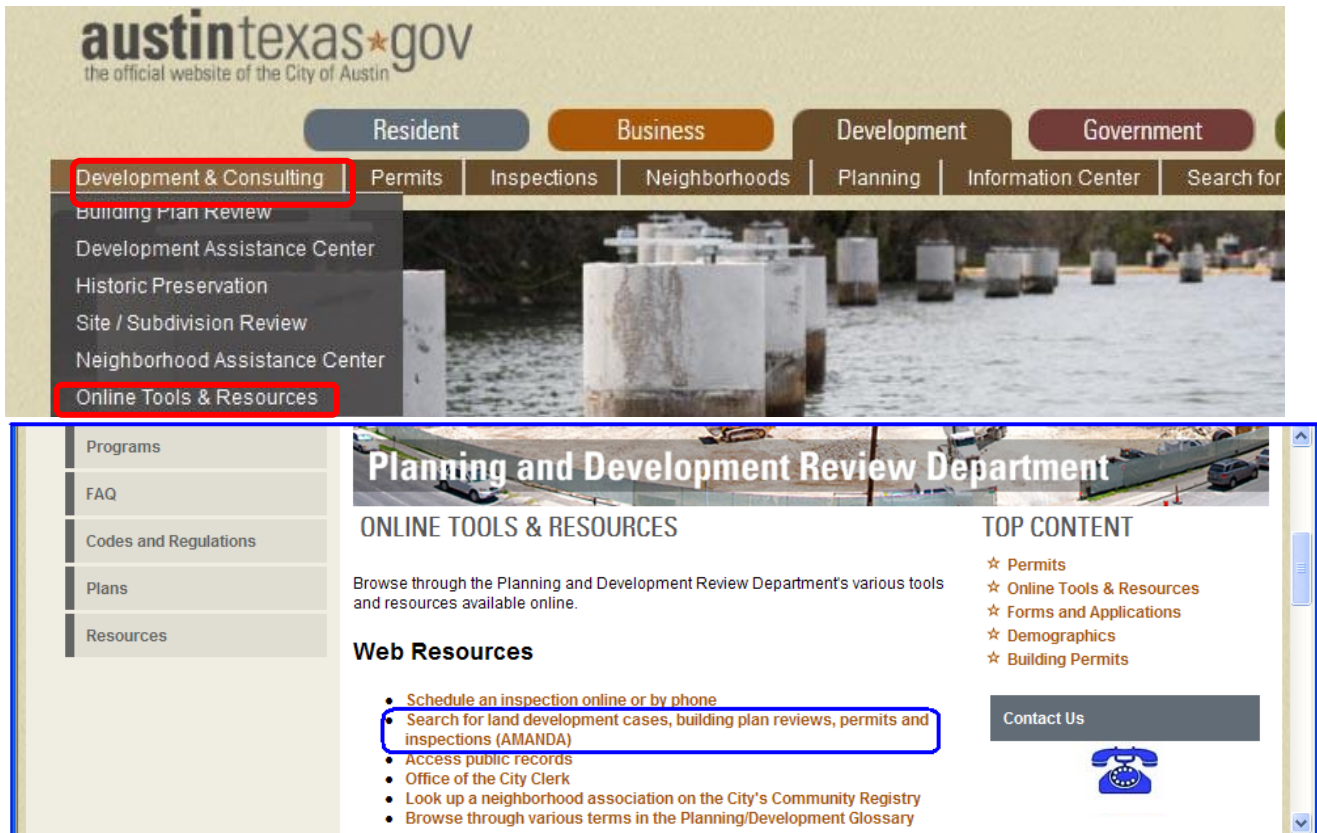 austintexas★gov
the official website of the City of Austin
Resident
Business
Development
Government
Development & Consulting
Permits
Inspections
Neighborhoods
Planning
Information Center
Search for
Building Plan Review
Development Assistance Center
Historic Preservation
Site / Subdivision Review
Neighborhood Assistance Center
Online Tools & Resources
Programs
FAQ
Codes and Regulations
Plans
Resources
Planning and Development Review Department
ONLINE TOOLS & RESOURCES
Browse through the Planning and Development Review Department's various tools
and resources available online.
Web Resources
• Schedule an inspection online or by phone
• Search for land development cases, building plan reviews, permits and
inspections (AMANDA)
• Access public records
• Office of the City Clerk
• Look up a neighborhood association on the City's Community Registry
• Browse through various terms in the Planning/Development Glossary
TOP CONTENT
☆ Permits
☆ Online Tools & Resources
☆ Forms and Applications
☆ Demographics
☆ Building Permits
Contact Us